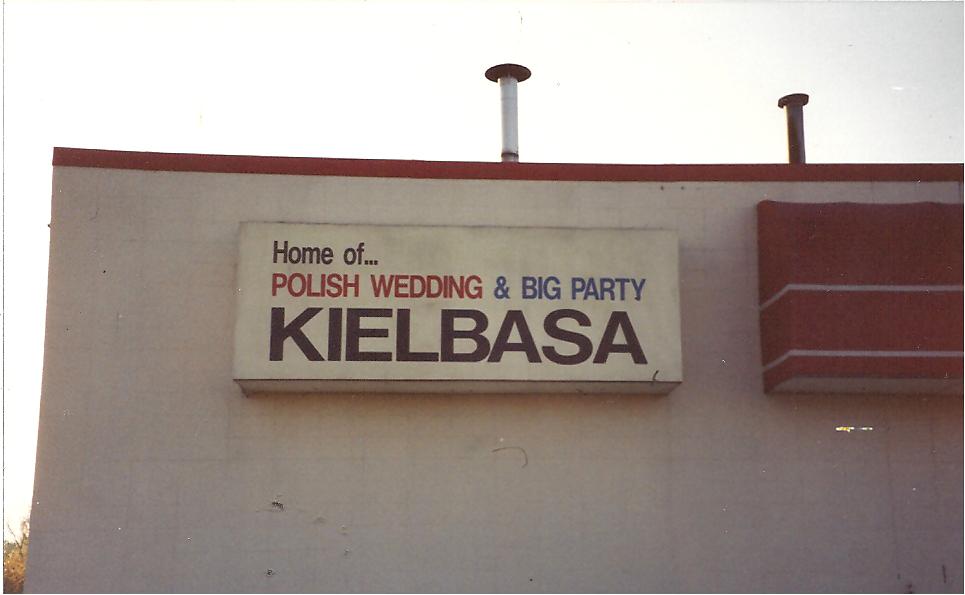 Home of...
POLISH WEDDING & BIG PARTY
KIELBASA